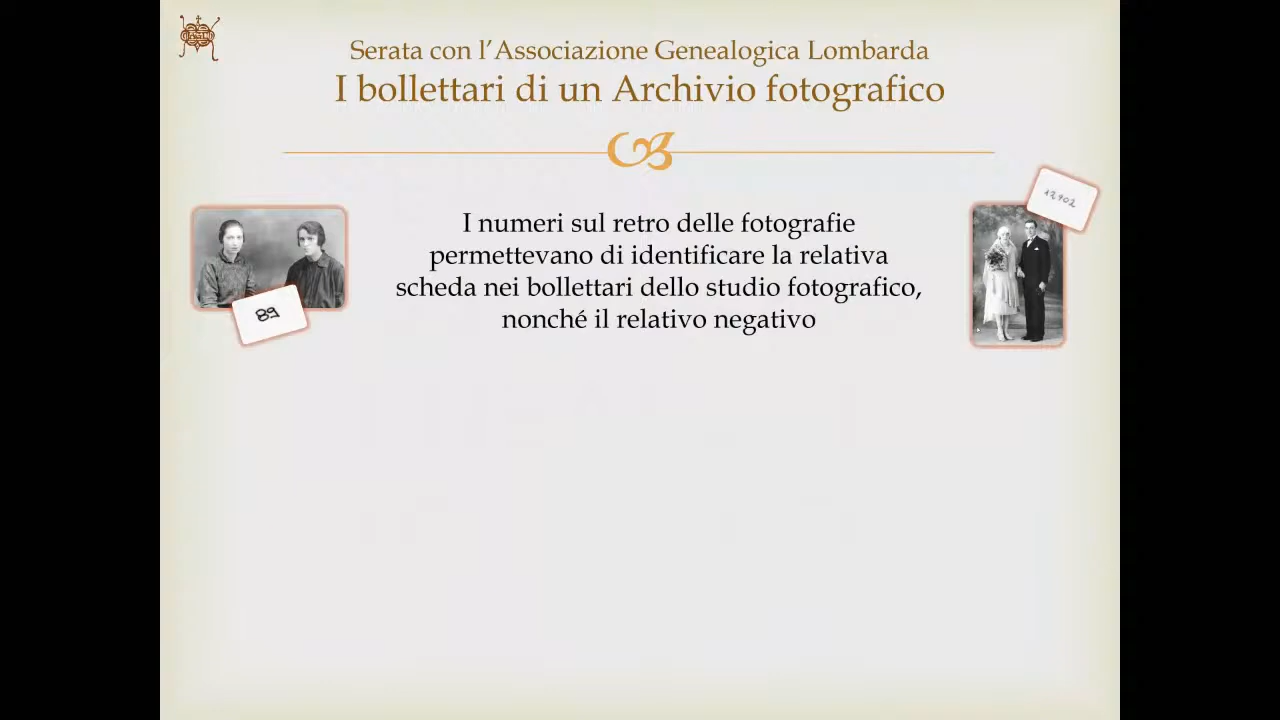 Serata con l’Associazione Genealogica Lombarda
I bollettari di un Archivio fotografico
I numeri sul retro delle fotografie
permettevano di identificare la relativa
scheda nei bollettari dello studio fotografico,
nonché il relativo negativo
89
12702